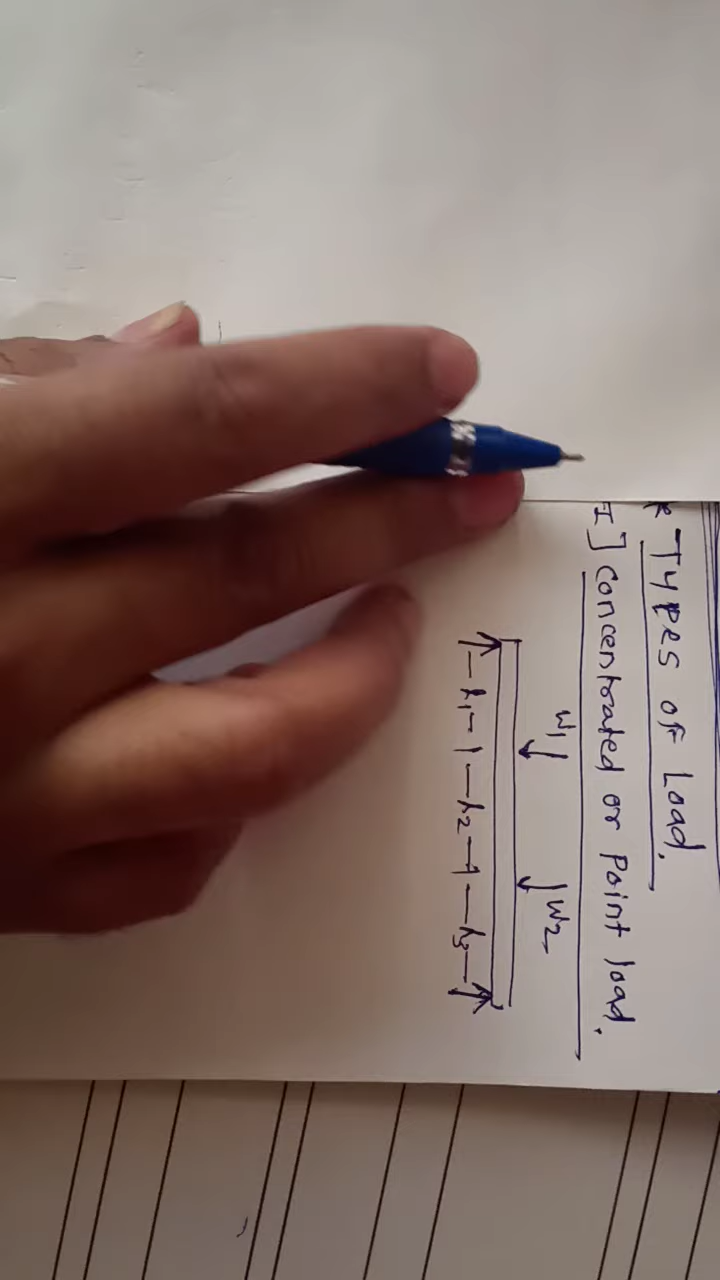 * Types of Load.
I] Concentrated or Point load.
W1 W2
l1 l2 l3